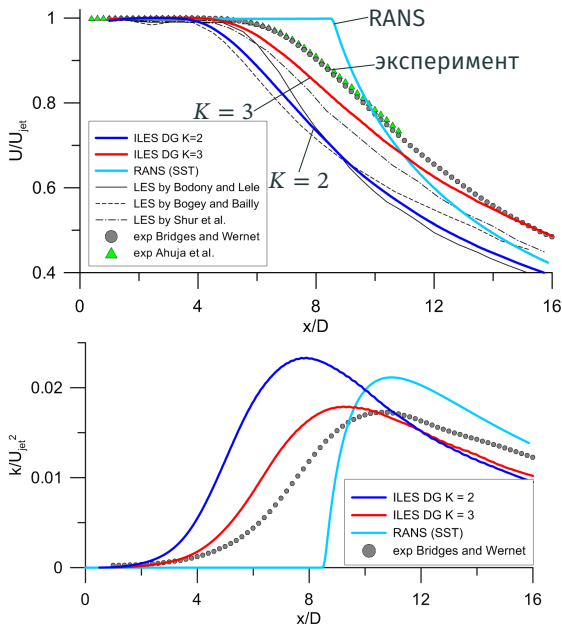 1
0.8
0.6
0.4
U/U_jet
RANS
эксперимент
K = 3
K = 2
ILES DG K=2
ILES DG K=3
RANS (SST)
LES by Bodony and Lele
LES by Bogey and Bailly
LES by Shur et al.
exp Bridges and Wernet
exp Ahuja et al.
0 4 8 12 16
x/D
0.02
0.01
0
k/U_jet^2
ILES DG K = 2
ILES DG K = 3
RANS (SST)
exp Bridges and Wernet
0 4 8 12 16
x/D